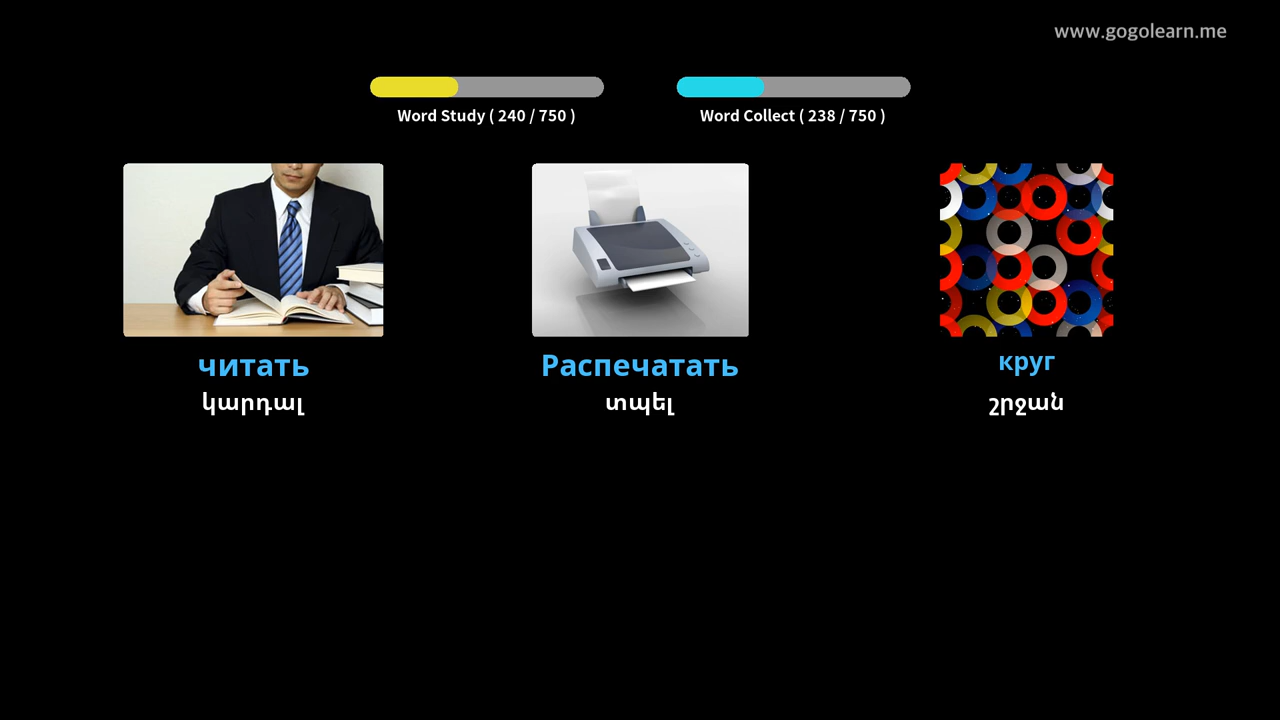 www.gogolearn.me
Word Study ( 240 / 750 )
Word Collect ( 238 / 750 )
читать
կարդալ
Распечатать
տպել
круг
շրջան